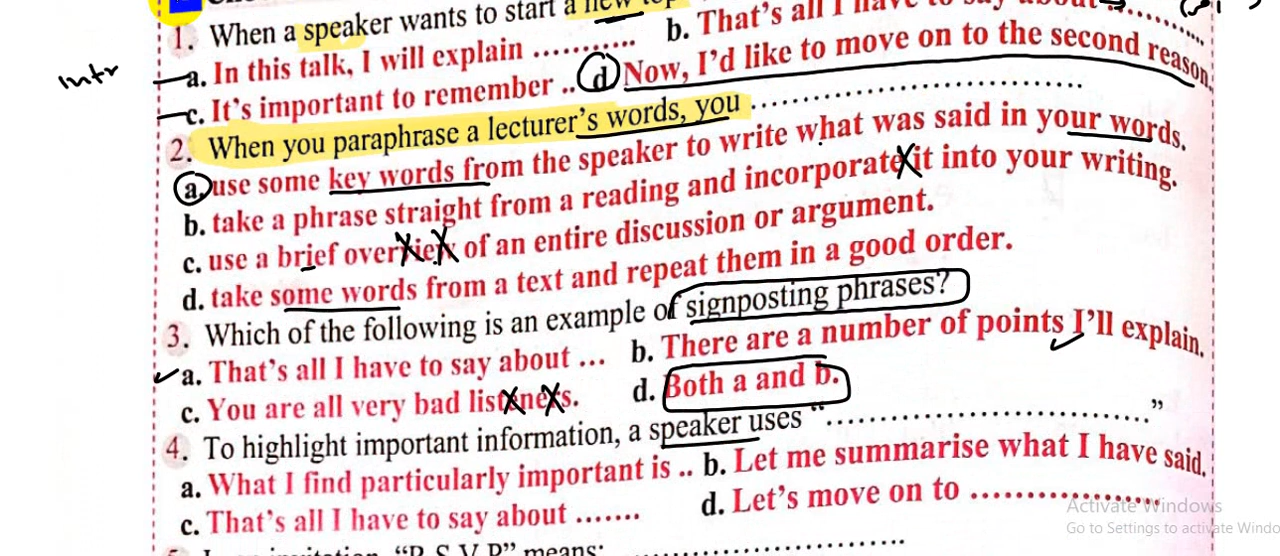 1. When a speaker wants to start a new
a. In this talk, I will explain ........... b. That's all I have to say about ...........
Intr
c. It's important to remember .. d Now, I'd like to move on to the second reason.
2. When you paraphrase a lecturer's words, you ....................................
a. use some key words from the speaker to write what was said in your words.
b. take a phrase straight from a reading and incorporate it into your writing.
c. use a brief overview of an entire discussion or argument.
d. take some words from a text and repeat them in a good order.
3. Which of the following is an example of signposting phrases?
a. That's all I have to say about ... b. There are a number of points I'll explain.
c. You are all very bad listeners. d. Both a and b.
4. To highlight important information, a speaker uses “....................................”
a. What I find particularly important is .. b. Let me summarise what I have said.
c. That's all I have to say about ....... d. Let's move on to ....................
Activate Windows
Go to Settings to activate Windo
invitation “R.S.V.P” means: ....................................